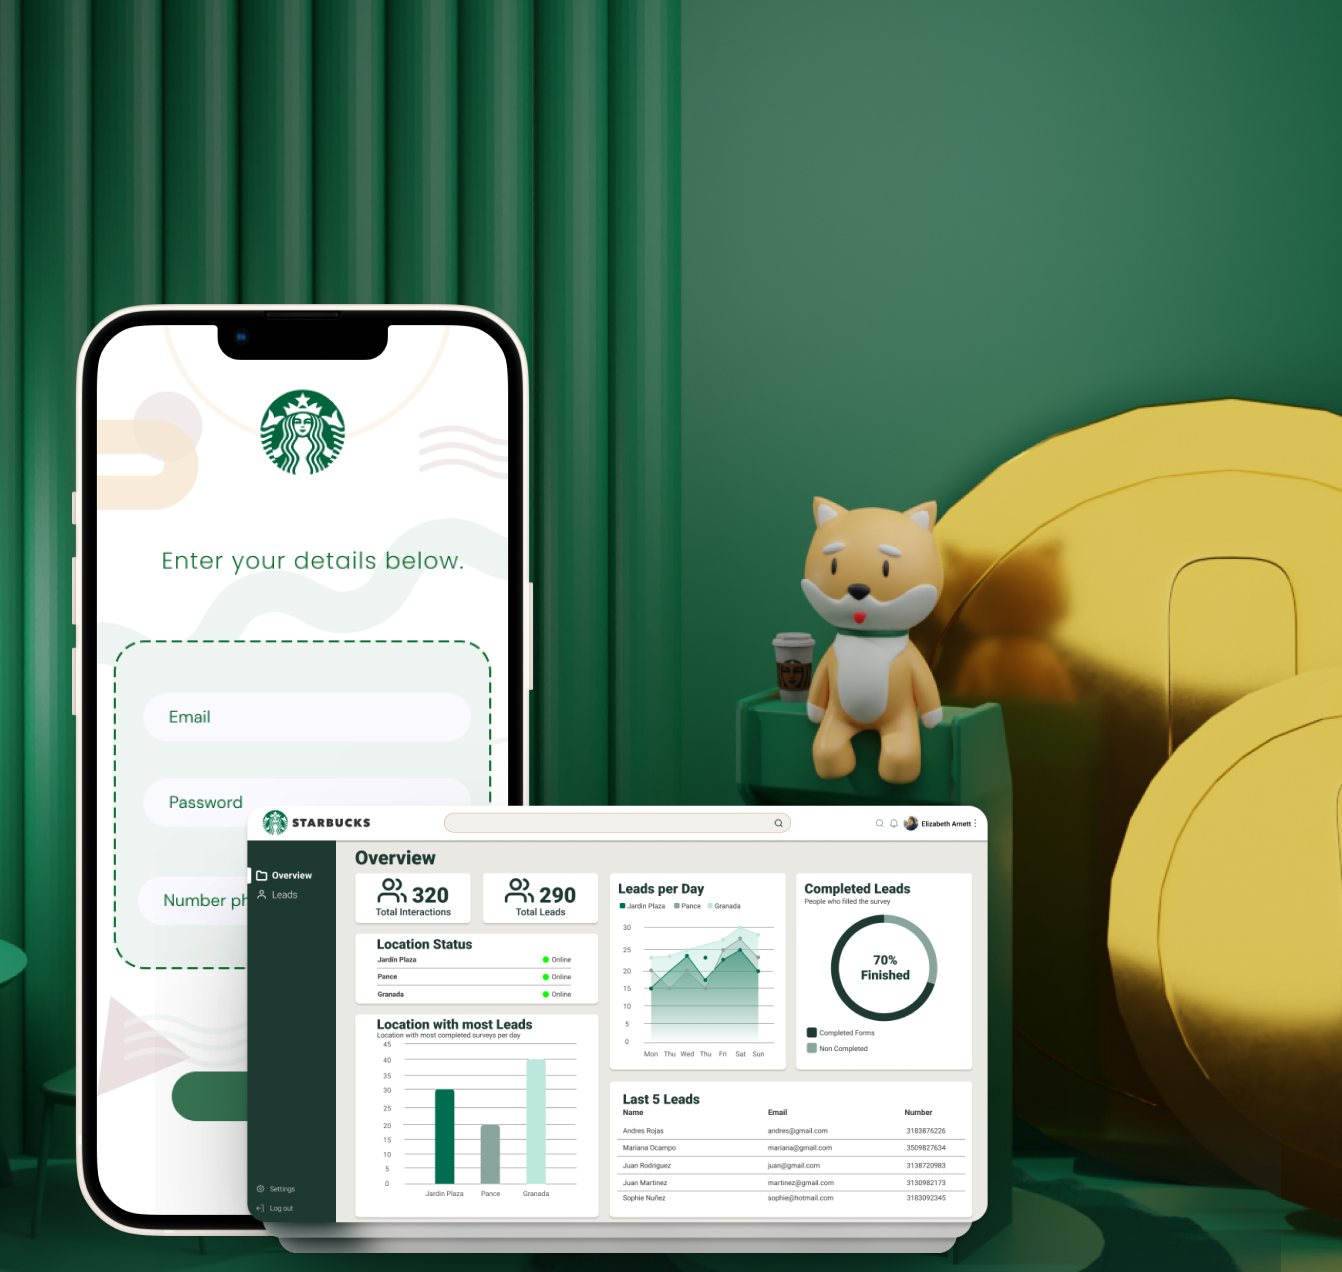 Enter your details below.
Email
Password
Number ph
STARBUCKS
Elizabeth Arnett
Overview
Leads
Settings
Log out
Overview
320
Total Interactions
290
Total Leads
Location Status
Jardin Plaza Online
Pance Online
Granada Online
Location with most Leads
Location with most completed surveys per day
45
40
35
30
25
20
15
10
5
0
Jardin Plaza Pance Granada
Leads per Day
Jardin Plaza Pance Granada
30
25
20
15
10
5
0
Mon Thu Wed Thu Fri Sat Sun
Completed Leads
People who filled the survey
70%
Finished
Completed Forms
Non Completed
Last 5 Leads
Name Email Number
Andres Rojas andres@gmail.com 3183876226
Mariana Ocampo mariana@gmail.com 3509827634
Juan Rodriguez juan@gmail.com 3138720983
Juan Martinez martinez@gmail.com 3130982173
Sophie Nuñez sophie@hotmail.com 3183092345